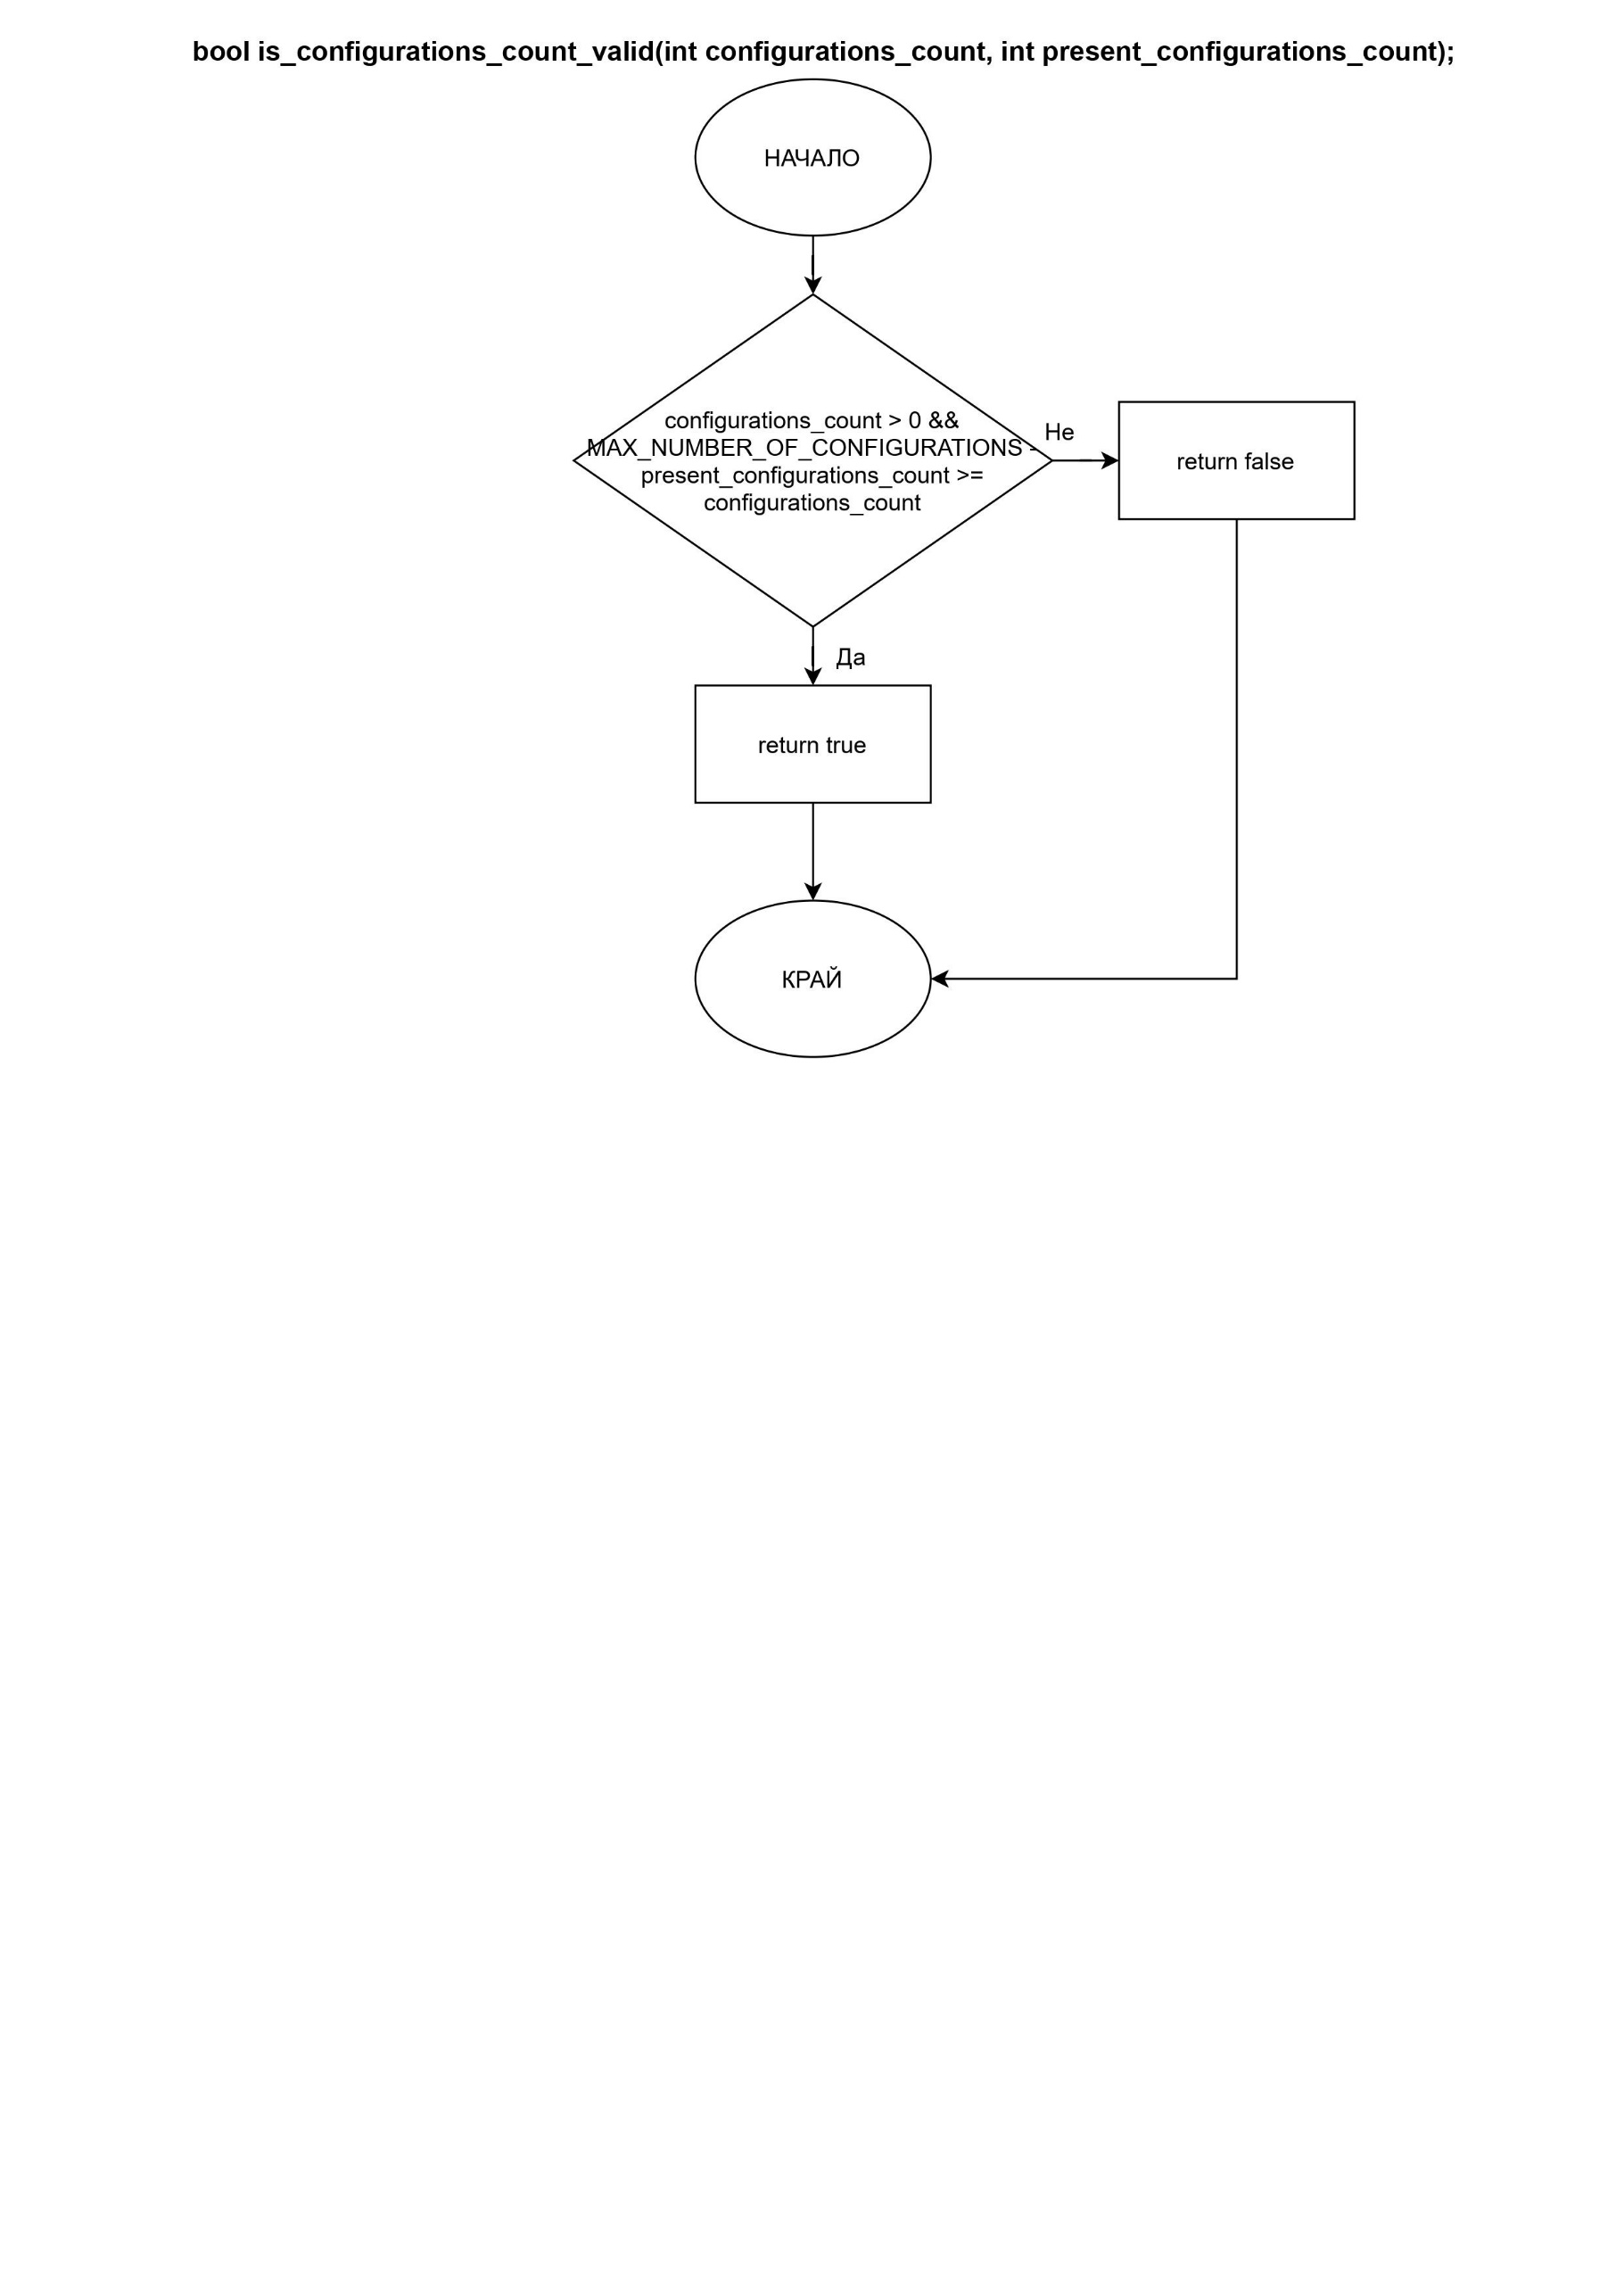 bool is_configurations_count_valid(int configurations_count, int present_configurations_count);
НАЧАЛО
configurations_count > 0 &&
MAX_NUMBER_OF_CONFIGURATIONS -
present_configurations_count >=
configurations_count
Не
return false
Да
return true
КРАЙ